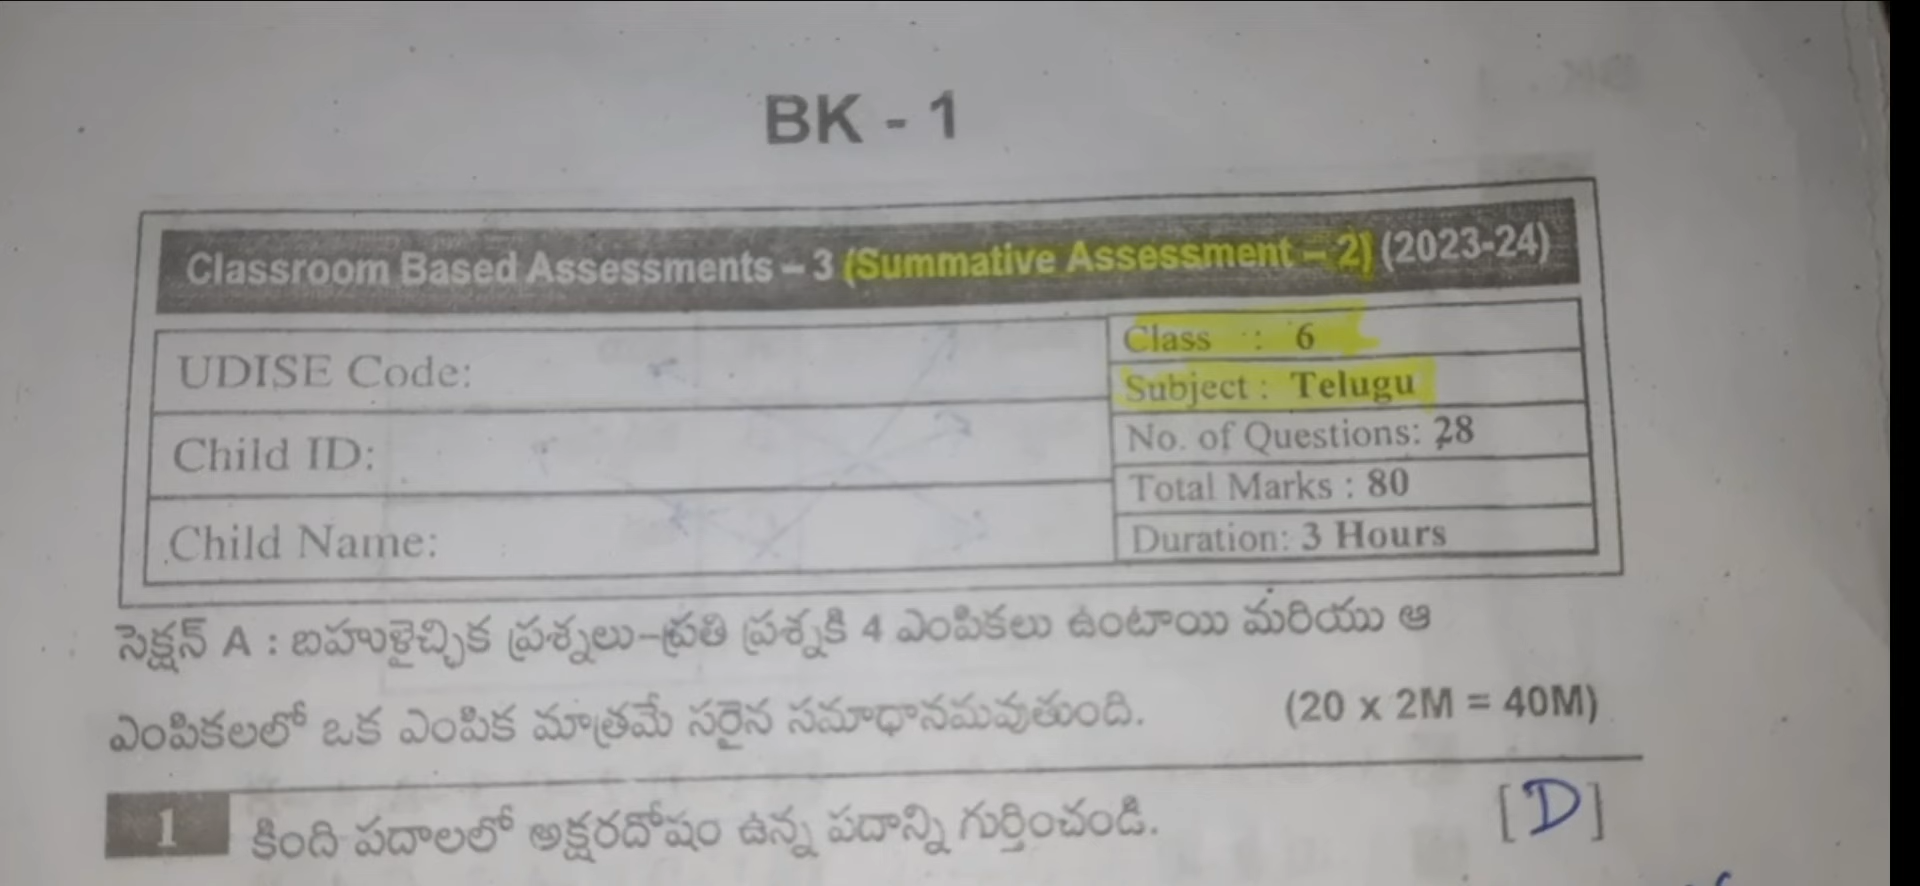 BK - 1
Classroom Based Assessments – 3 (Summative Assessment – 2) (2023-24)
UDISE Code:
Child ID:
Child Name:
Class : 6
Subject : Telugu
No. of Questions: 28
Total Marks : 80
Duration: 3 Hours
సెక్షన్ A : బహుళైచ్ఛిక ప్రశ్నలు–ప్రతి ప్రశ్నకి 4 ఎంపికలు ఉంటాయి మరియు ఆ
ఎంపికలలో ఒక ఎంపిక మాత్రమే సరైన సమాధానమవుతుంది. (20 x 2M = 40M)
1 కింది పదాలలో అక్షరదోషం ఉన్న పదాన్ని గుర్తించండి. [D]